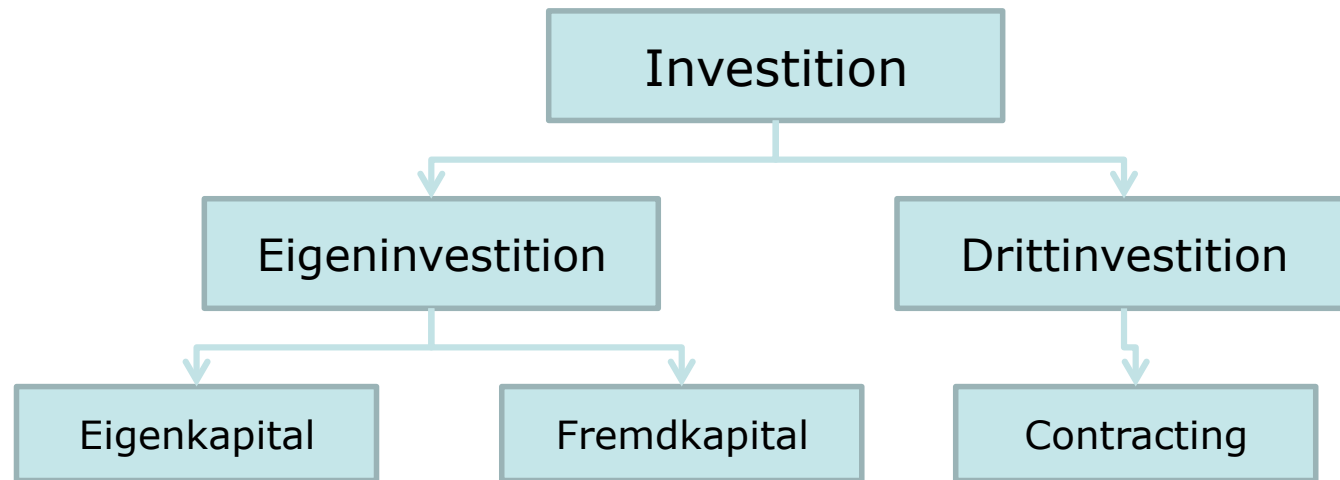 Investition
Eigeninvestition
Drittinvestition
Eigenkapital
Fremdkapital
Contracting